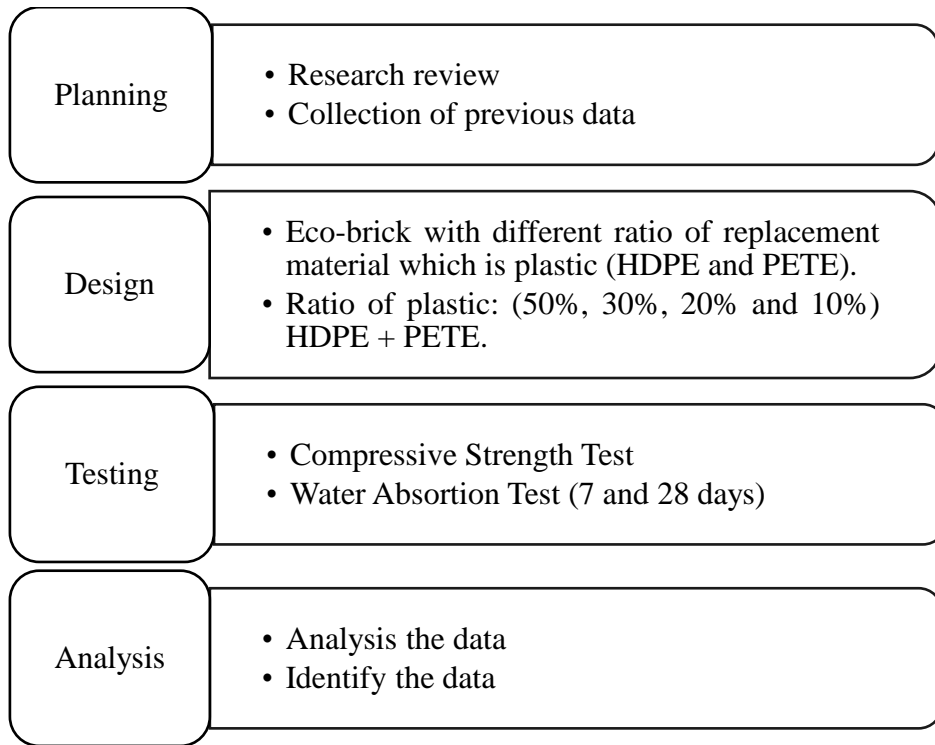 Planning
• Research review
• Collection of previous data
Design
• Eco-brick with different ratio of replacement
material which is plastic (HDPE and PETE).
• Ratio of plastic: (50%, 30%, 20% and 10%)
HDPE + PETE.
Testing
• Compressive Strength Test
• Water Absortion Test (7 and 28 days)
Analysis
• Analysis the data
• Identify the data